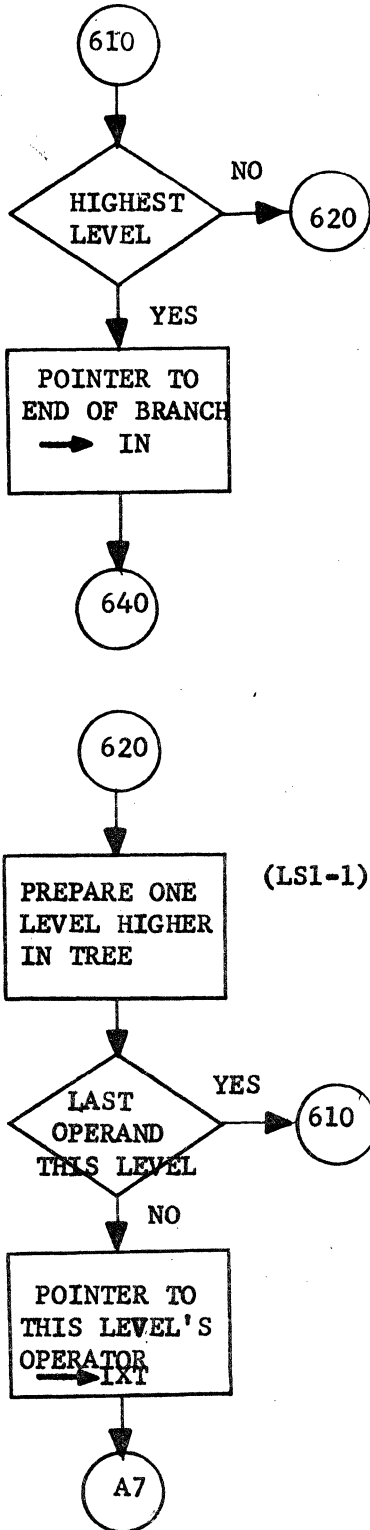 610
NO
HIGHEST
LEVEL
620
YES
POINTER TO
END OF BRANCH
→ IN
640
620
(LS1-1)
PREPARE ONE
LEVEL HIGHER
IN TREE
YES
LAST
OPERAND
THIS LEVEL
610
NO
POINTER TO
THIS LEVEL'S
OPERATOR
→IXT
A7